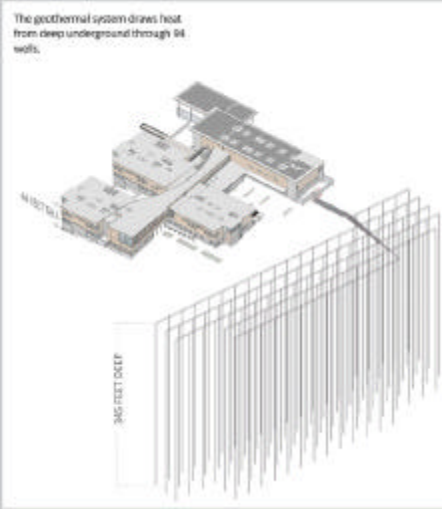 The geothermal system draws heat
from deep underground through 94
wells.
345 FEET DEEP